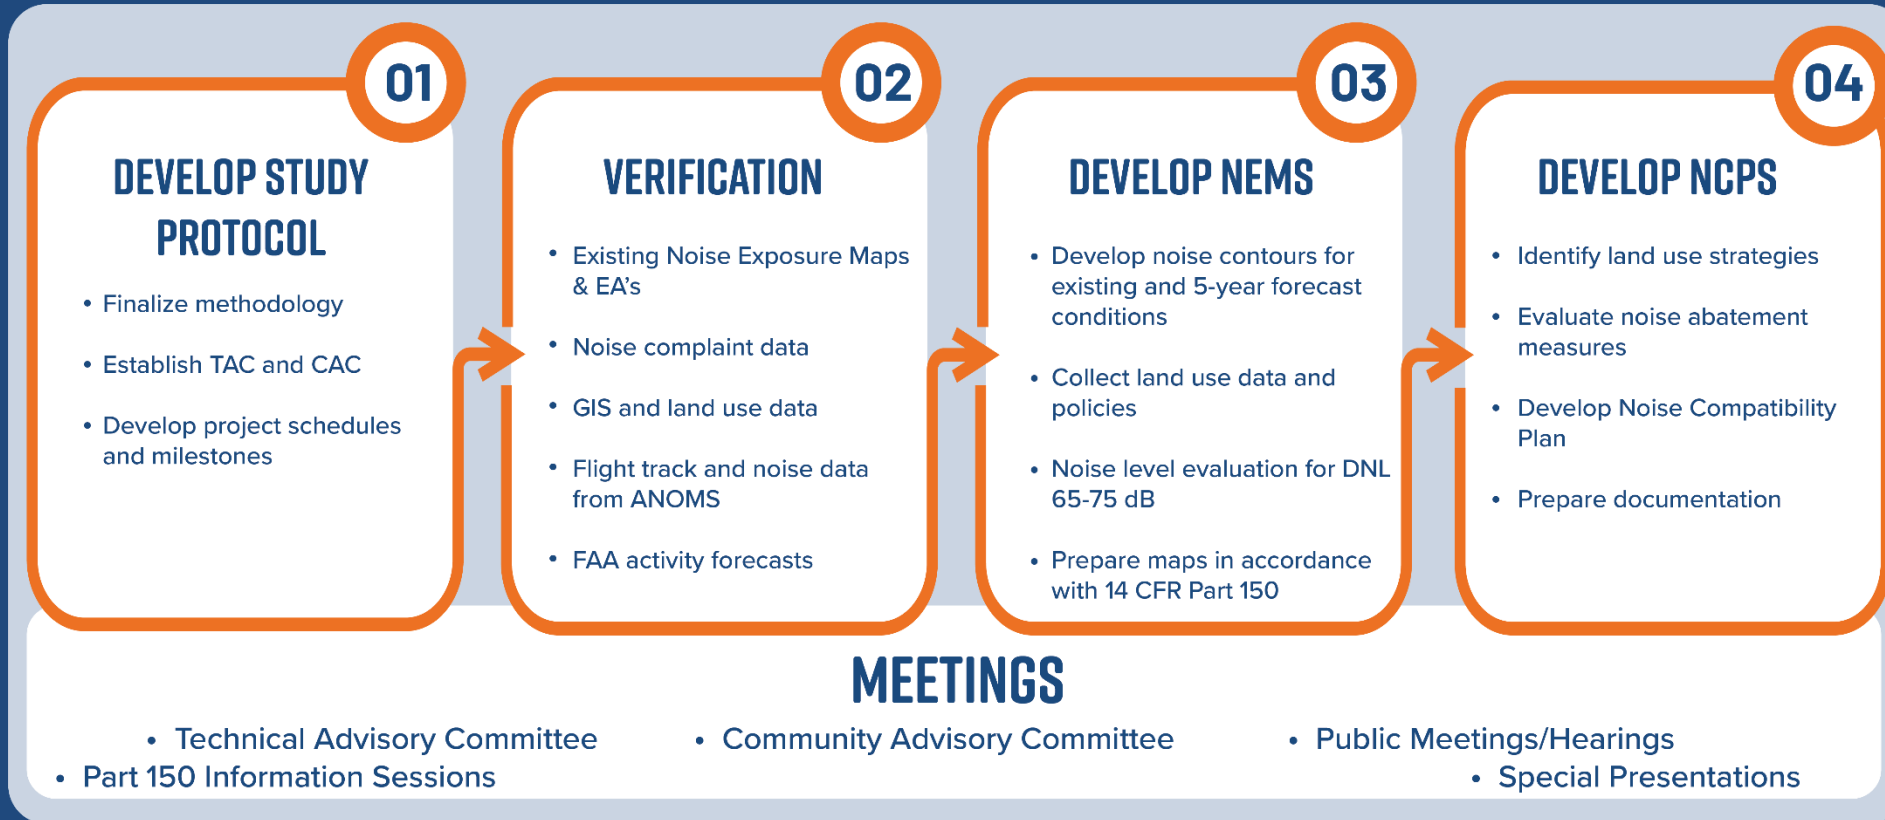 01
DEVELOP STUDY
PROTOCOL
• Finalize methodology
• Establish TAC and CAC
• Develop project schedules
and milestones
02
VERIFICATION
• Existing Noise Exposure Maps
& EA's
• Noise complaint data
• GIS and land use data
• Flight track and noise data
from ANOMS
• FAA activity forecasts
03
DEVELOP NEMS
• Develop noise contours for
existing and 5-year forecast
conditions
• Collect land use data and
policies
• Noise level evaluation for DNL
65-75 dB
• Prepare maps in accordance
with 14 CFR Part 150
04
DEVELOP NCPS
• Identify land use strategies
• Evaluate noise abatement
measures
• Develop Noise Compatibility
Plan
• Prepare documentation
MEETINGS
• Technical Advisory Committee • Community Advisory Committee • Public Meetings/Hearings
• Part 150 Information Sessions • Special Presentations